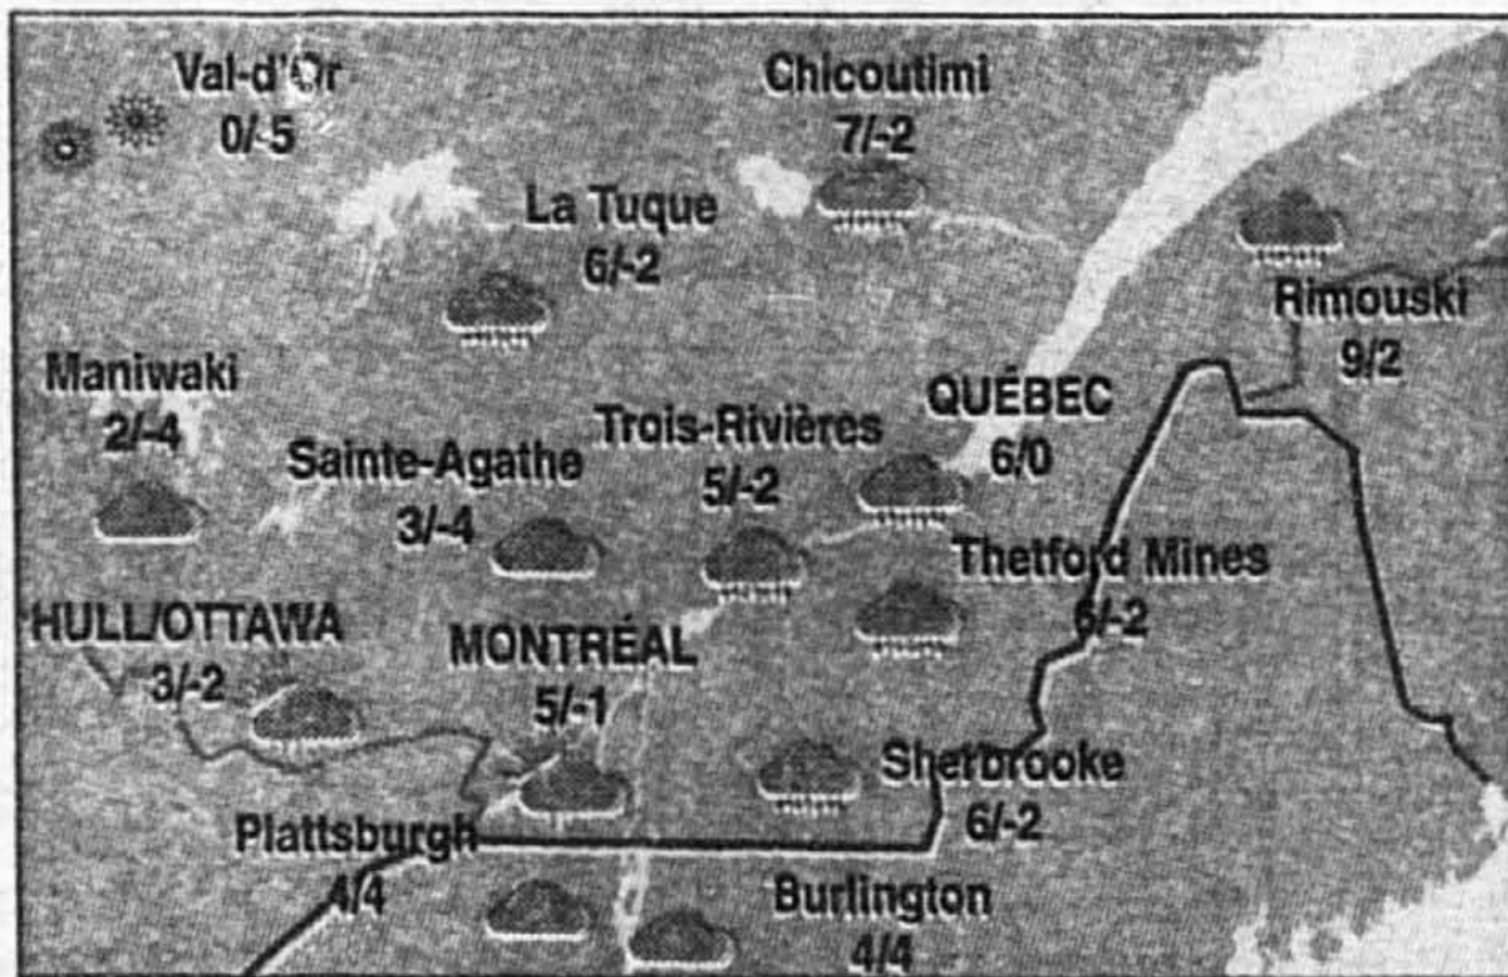 Val-d'Or
0/-5
Chicoutimi
7/-2
La Tuque
6/-2
Rimouski
9/2
Maniwaki
2/-4
QUÉBEC
6/0
Trois-Rivières
5/-2
Sainte-Agathe
3/-4
Thetford Mines
6/-2
HULL/OTTAWA
3/-2
MONTRÉAL
5/-1
Sherbrooke
6/-2
Plattsburgh
4/4
Burlington
4/4